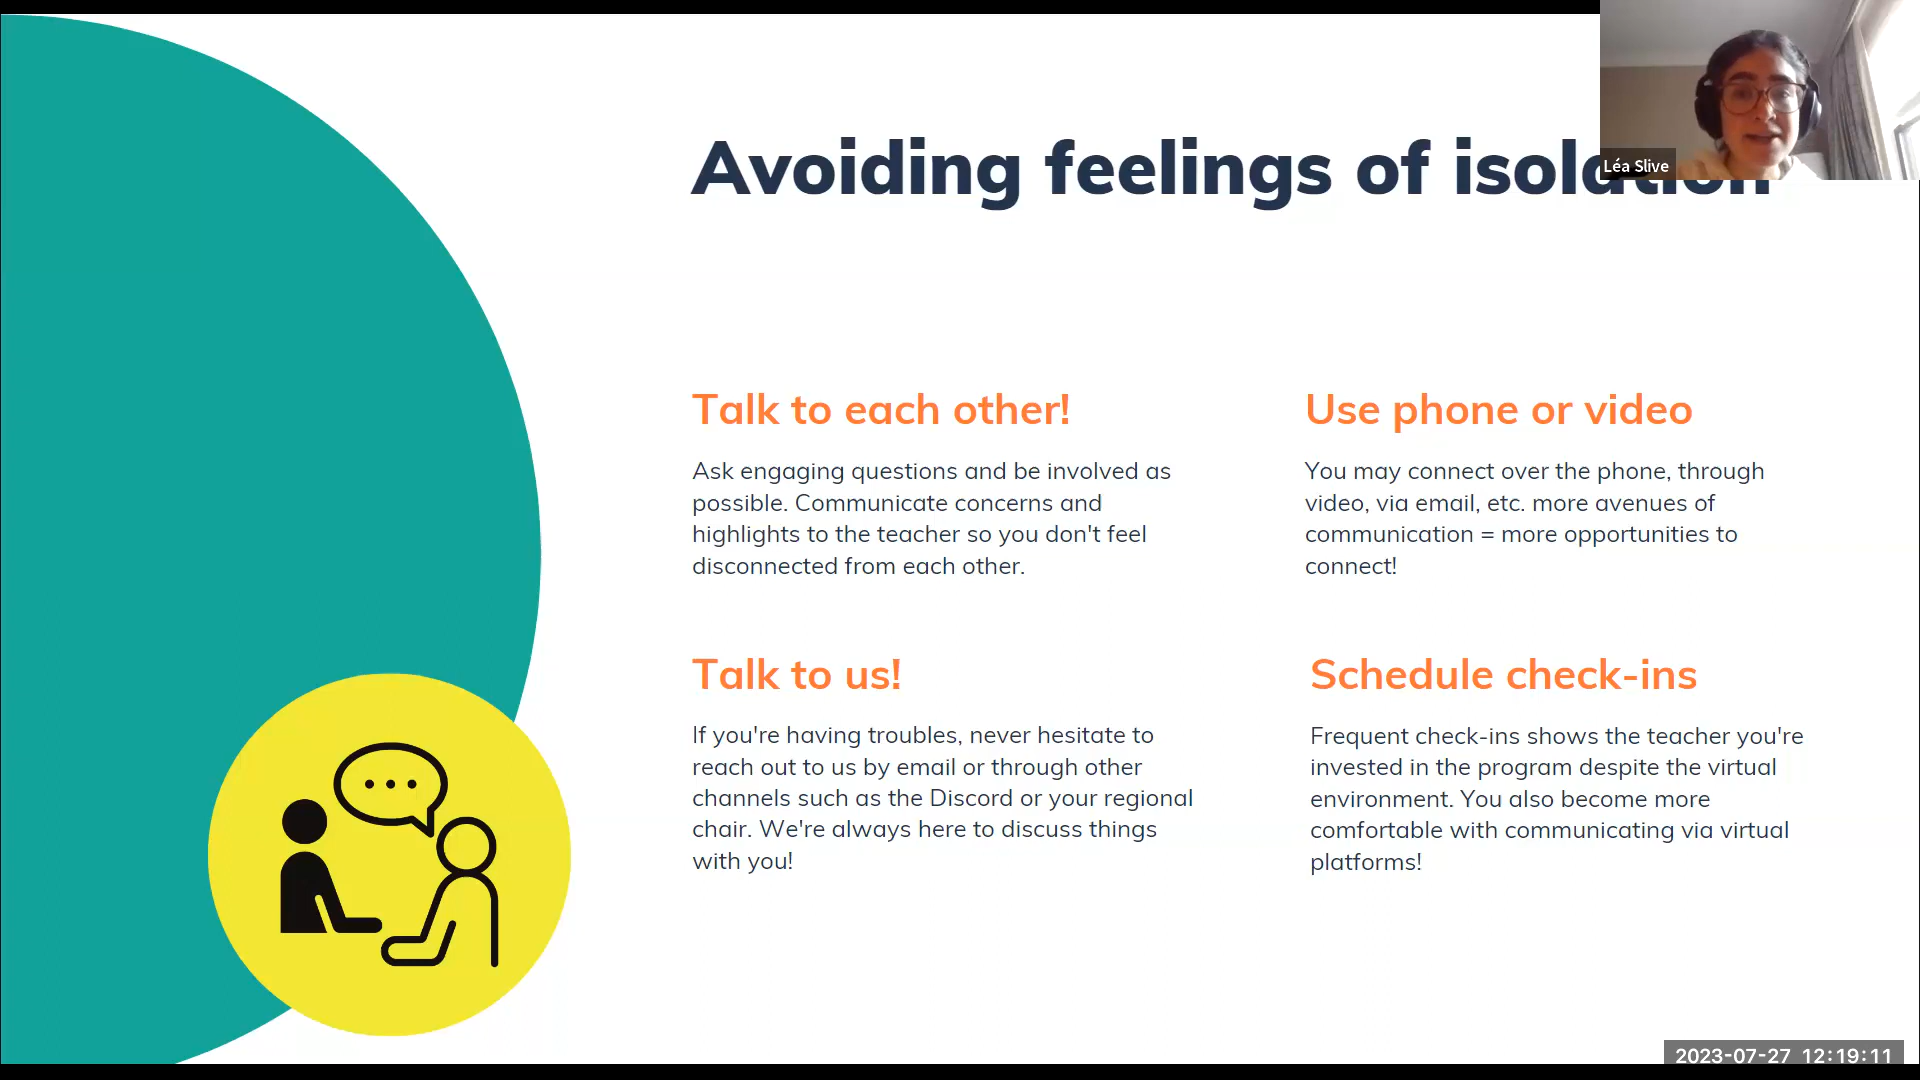 Avoiding feelings of isolation
Léa Slive
Talk to each other!
Ask engaging questions and be involved as
possible. Communicate concerns and
highlights to the teacher so you don't feel
disconnected from each other.
Use phone or video
You may connect over the phone, through
video, via email, etc. more avenues of
communication = more opportunities to
connect!
Talk to us!
If you're having troubles, never hesitate to
reach out to us by email or through other
channels such as the Discord or your regional
chair. We're always here to discuss things
with you!
Schedule check-ins
Frequent check-ins shows the teacher you're
invested in the program despite the virtual
environment. You also become more
comfortable with communicating via virtual
platforms!
2023-07-27 12:19:11